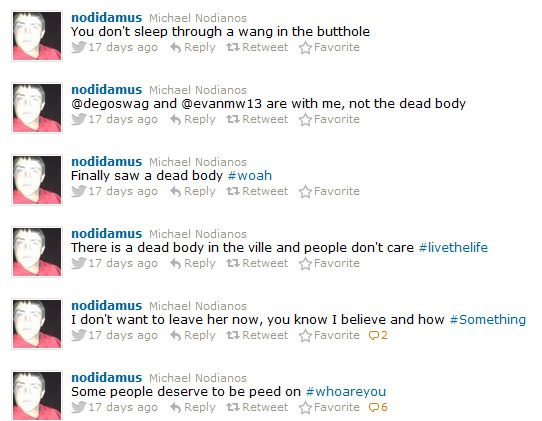 nodidamus Michael Nodianos
You don't sleep through a wang in the butthole
17 days ago Reply Retweet Favorite
nodidamus Michael Nodianos
@degoswag and @evanmw13 are with me, not the dead body
17 days ago Reply Retweet Favorite
nodidamus Michael Nodianos
Finally saw a dead body #woah
17 days ago Reply Retweet Favorite
nodidamus Michael Nodianos
There is a dead body in the ville and people don't care #livethelife
17 days ago Reply Retweet Favorite
nodidamus Michael Nodianos
I don't want to leave her now, you know I believe and how #Something
17 days ago Reply Retweet Favorite 2
nodidamus Michael Nodianos
Some people deserve to be peed on #whoareyou
17 days ago Reply Retweet Favorite 6